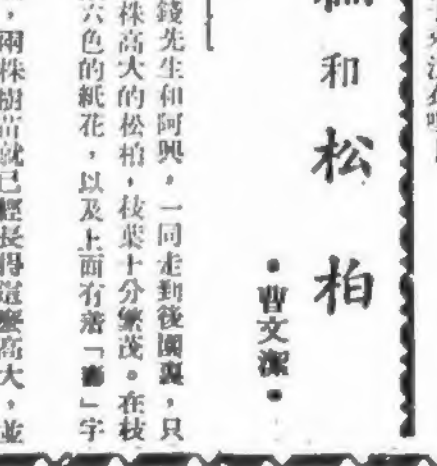 和松柏
•曹文潔•
錢先生和阿興，一同走到後園裏，只
株高大的松柏，枝葉十分繁茂。在枝
六色的紙花，以及上面有着「壽」字
，兩株樹苗就已經長得這麼高大，並